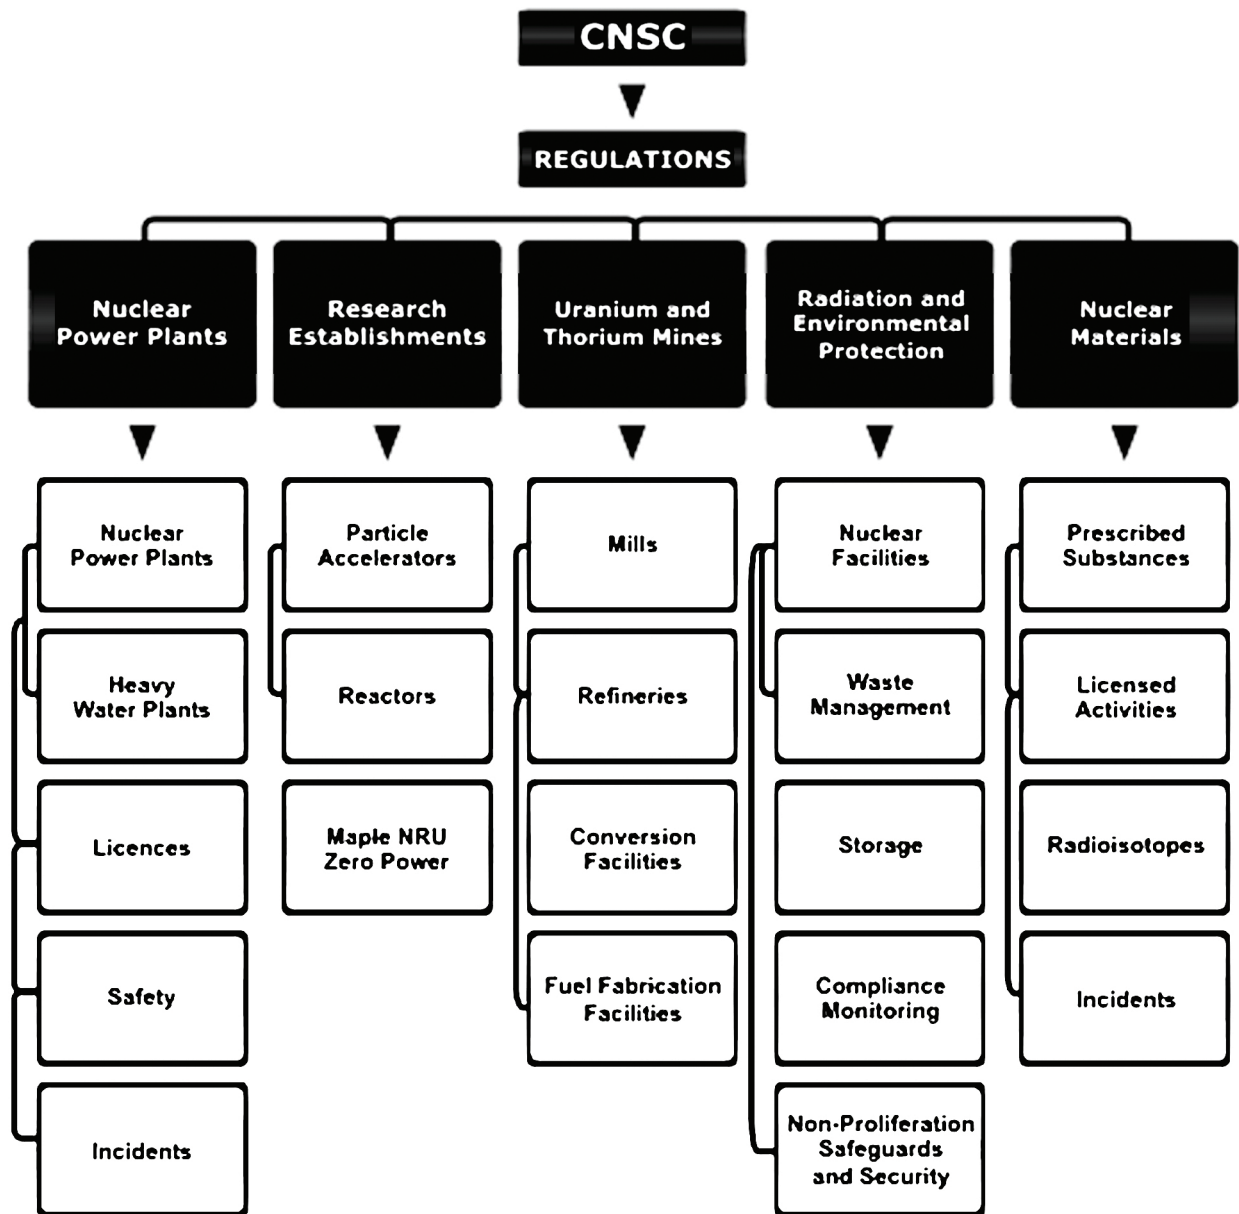 CNSC
REGULATIONS
Nuclear
Power Plants
Research
Establishments
Uranium and
Thorium Mines
Radiation and
Environmental
Protection
Nuclear
Materials
Nuclear
Power Plants
Heavy
Water Plants
Licences
Safety
Incidents
Particle
Accelerators
Reactors
Maple NRU
Zero Power
Mills
Refineries
Conversion
Facilities
Fuel Fabrication
Facilities
Nuclear
Facilities
Waste
Management
Storage
Compliance
Monitoring
Non-Proliferation
Safeguards
and Security
Prescribed
Substances
Licensed
Activities
Radioisotopes
Incidents